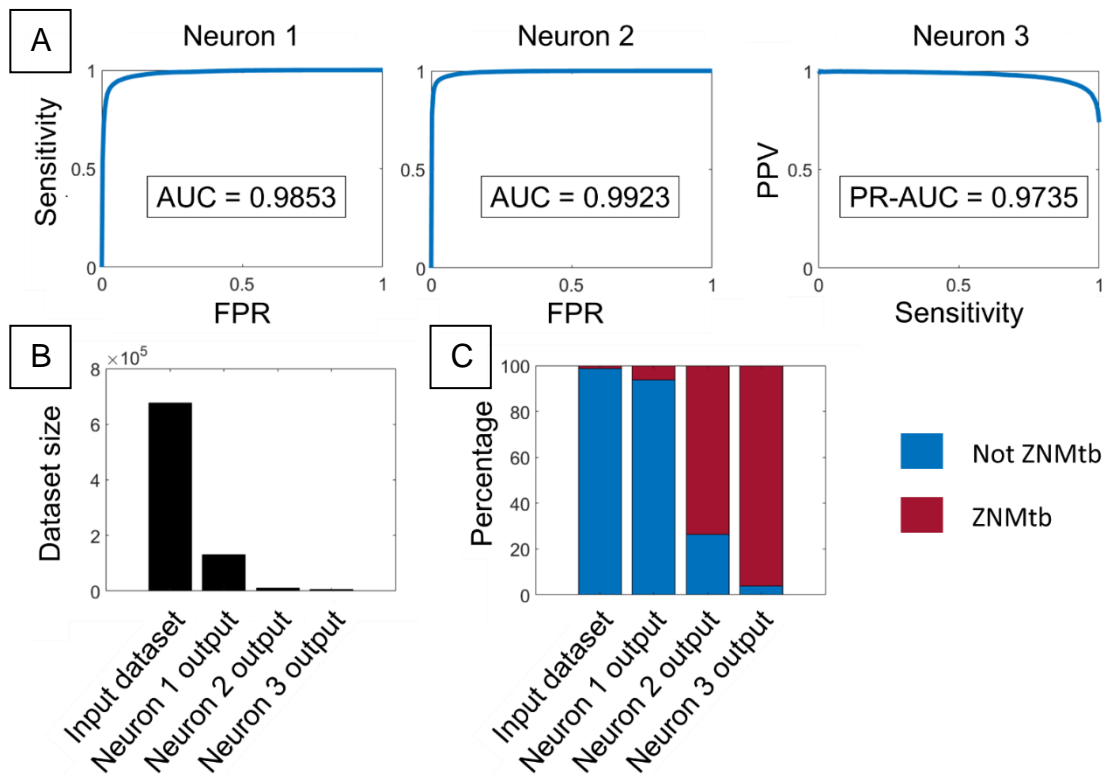 A
Neuron 1
Neuron 2
Neuron 3
Sensitivity
1
0.5
0
0
0.5
1
AUC = 0.9853
FPR
1
0.5
0
0
0.5
1
AUC = 0.9923
FPR
PPV
1
0.5
0
0
0.5
1
PR-AUC = 0.9735
Sensitivity
B
×10⁵
Dataset size
8
6
4
2
0
Input dataset
Neuron 1 output
Neuron 2 output
Neuron 3 output
C
Percentage
100
80
60
40
20
0
Input dataset
Neuron 1 output
Neuron 2 output
Neuron 3 output
Not ZNMtb
ZNMtb